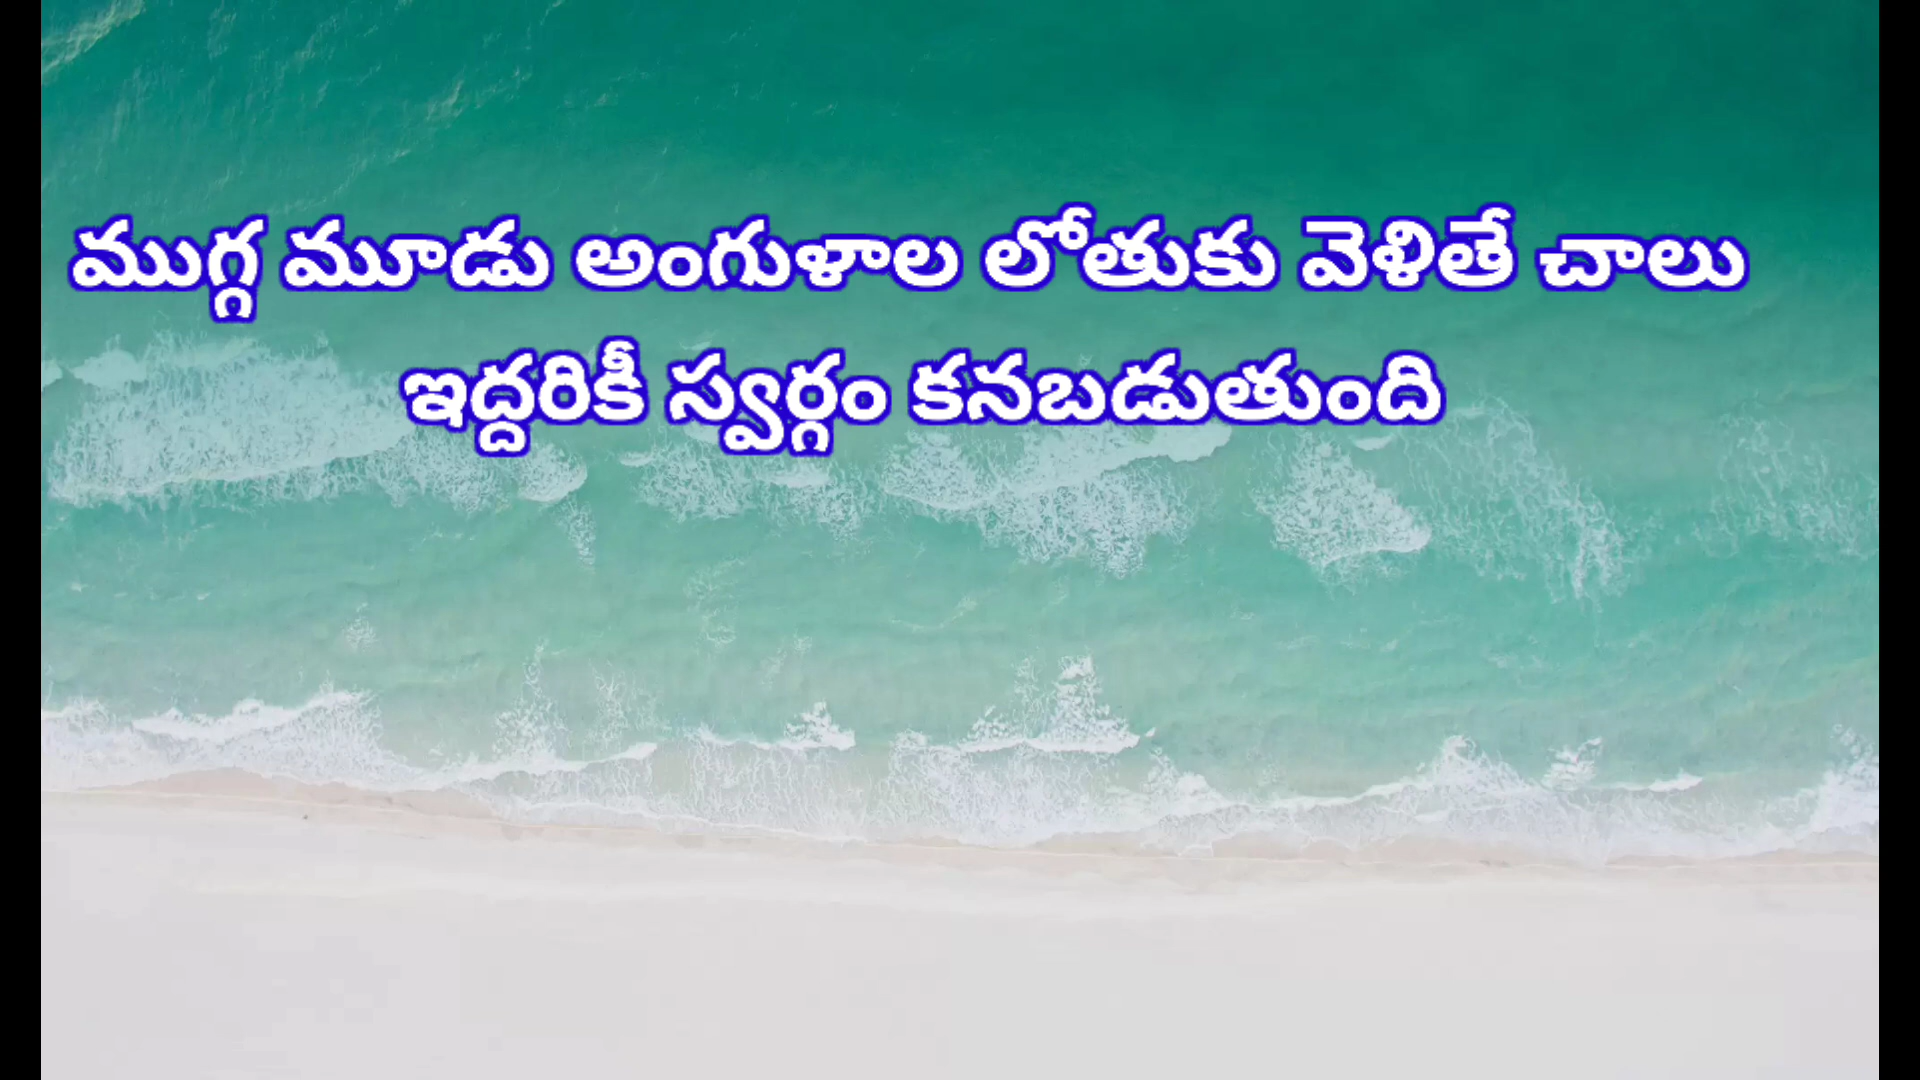 ముగ్గ మూడు అంగుళాల లోతుకు వెళితే చాలు
ఇద్దరికీ స్వర్గం కనబడుతుంది